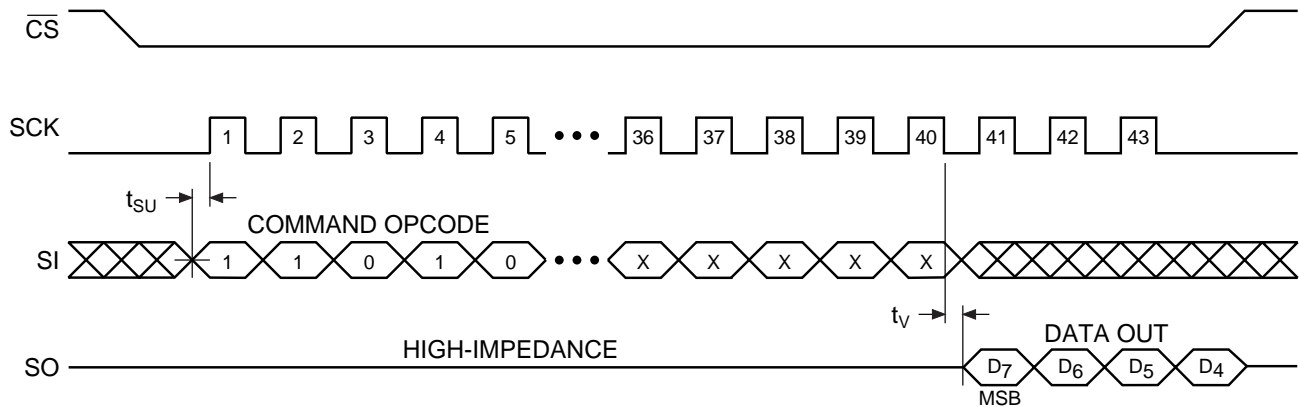 CS
SCK
1 2 3 4 5 ••• 36 37 38 39 40 41 42 43
tSU
COMMAND OPCODE
SI
1 1 0 1 0 ••• X X X X X
tV
HIGH-IMPEDANCE
DATA OUT
SO
D7 D6 D5 D4
MSB